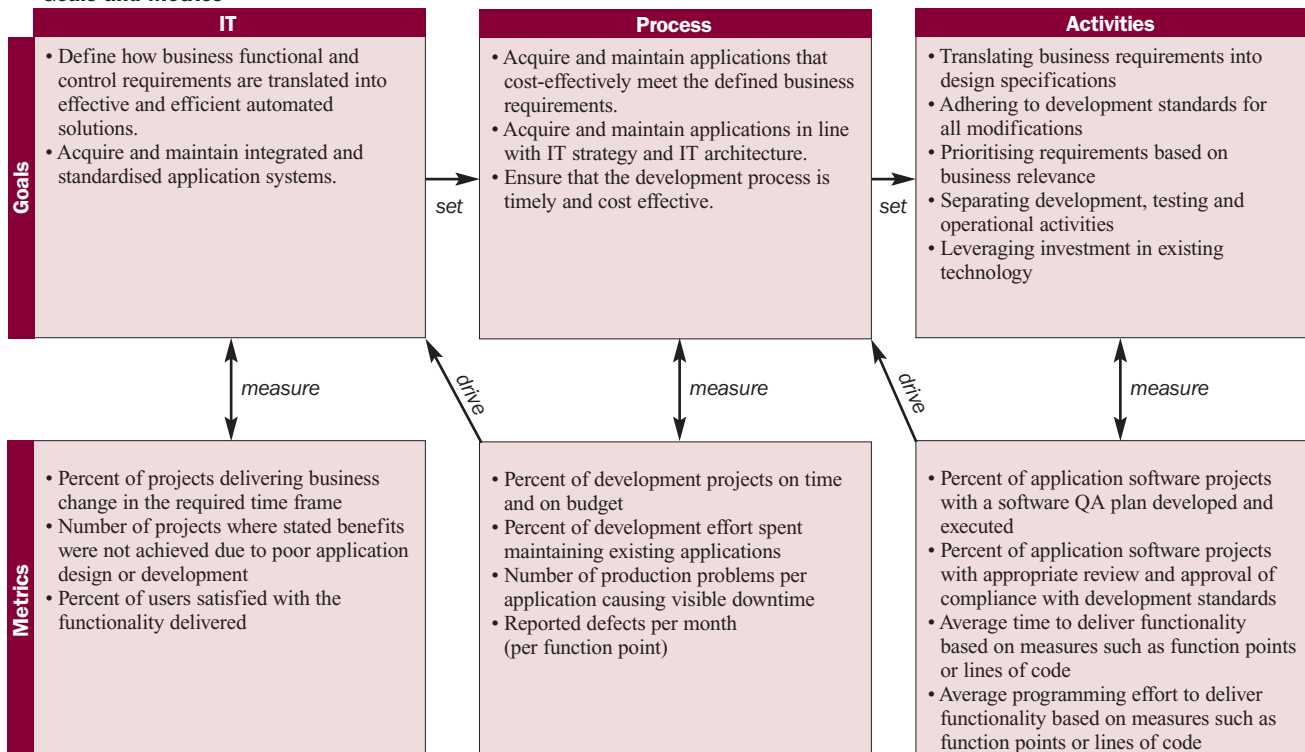 Goals and Metrics
IT
Process
Activities
Goals
• Define how business functional and
control requirements are translated into
effective and efficient automated
solutions.
• Acquire and maintain integrated and
standardised application systems.
set
• Acquire and maintain applications that
cost-effectively meet the defined business
requirements.
• Acquire and maintain applications in line
with IT strategy and IT architecture.
• Ensure that the development process is
timely and cost effective.
set
• Translating business requirements into
design specifications
• Adhering to development standards for
all modifications
• Prioritising requirements based on
business relevance
• Separating development, testing and
operational activities
• Leveraging investment in existing
technology
measure
drive
measure
drive
measure
Metrics
• Percent of projects delivering business
change in the required time frame
• Number of projects where stated benefits
were not achieved due to poor application
design or development
• Percent of users satisfied with the
functionality delivered
• Percent of development projects on time
and on budget
• Percent of development effort spent
maintaining existing applications
• Number of production problems per
application causing visible downtime
• Reported defects per month
(per function point)
• Percent of application software projects
with a software QA plan developed and
executed
• Percent of application software projects
with appropriate review and approval of
compliance with development standards
• Average time to deliver functionality
based on measures such as function points
or lines of code
• Average programming effort to deliver
functionality based on measures such as
function points or lines of code